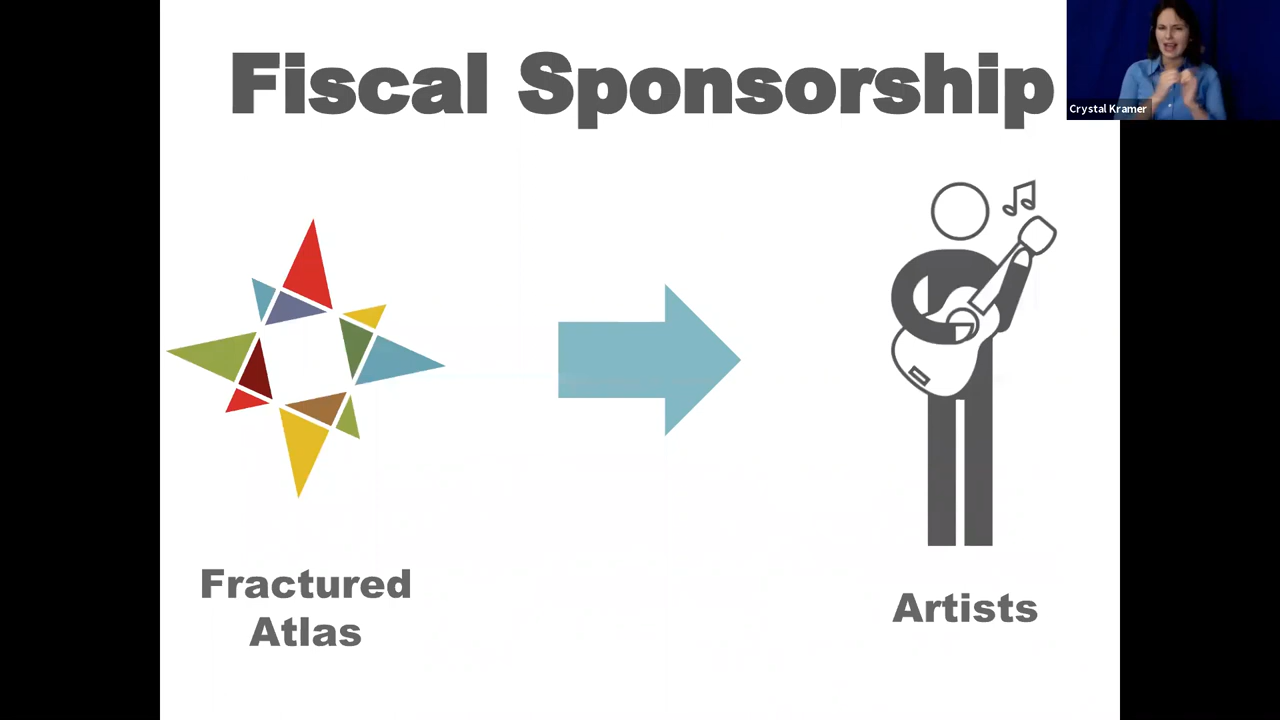 Fiscal Sponsorship
Crystal Kramer
Fractured
Atlas
Artists